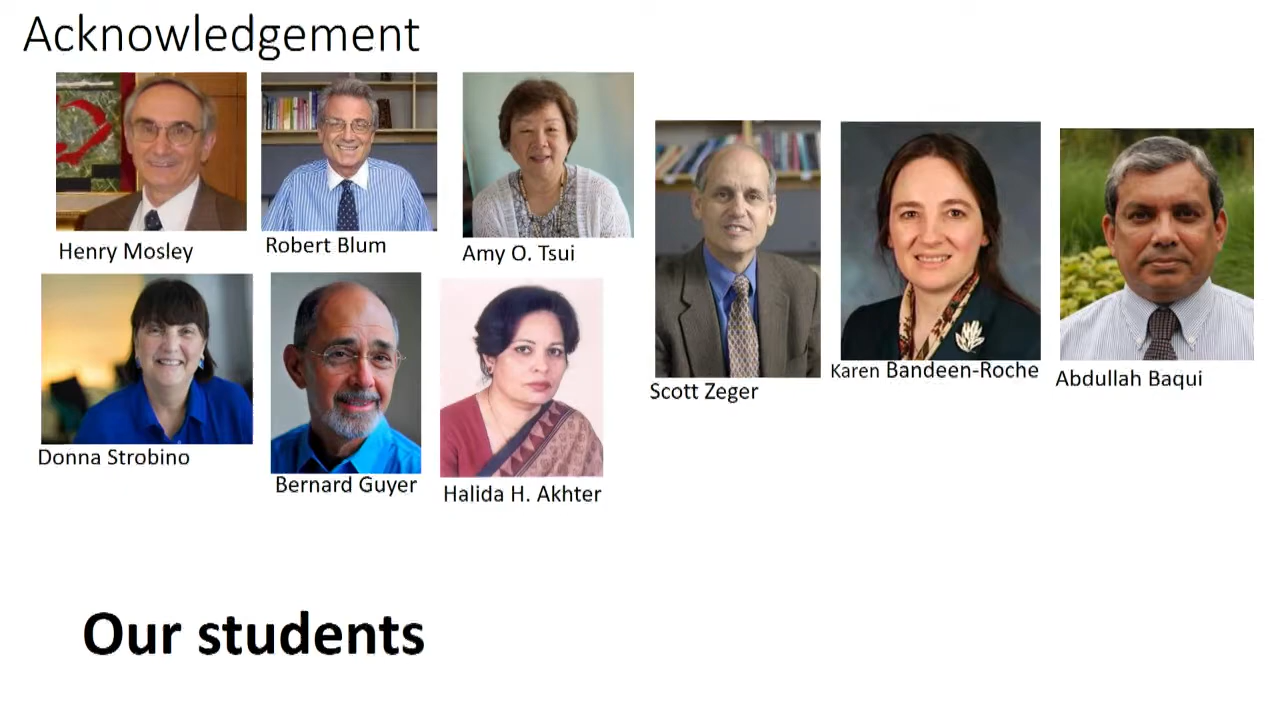 Acknowledgement
Henry Mosley
Robert Blum
Amy O. Tsui
Scott Zeger
Karen Bandeen-Roche
Abdullah Baqui
Donna Strobino
Bernard Guyer
Halida H. Akhter
Our students